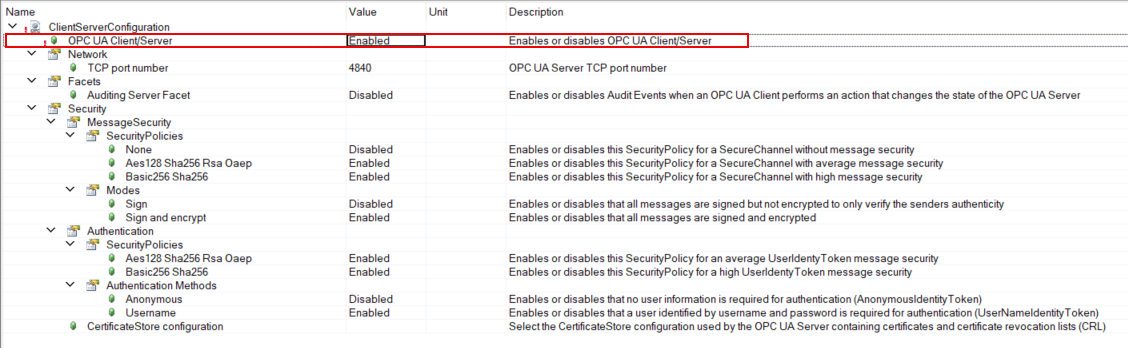 Name Value Unit Description
ClientServerConfiguration
OPC UA Client/Server Enabled Enables or disables OPC UA Client/Server
Network
TCP port number 4840 OPC UA Server TCP port number
Facets
Auditing Server Facet Disabled Enables or disables Audit Events when an OPC UA Client performs an action that changes the state of the OPC UA Server
Security
MessageSecurity
SecurityPolicies
None Disabled Enables or disables this SecurityPolicy for a SecureChannel without message security
Aes128 Sha256 Rsa Oaep Enabled Enables or disables this SecurityPolicy for a SecureChannel with average message security
Basic256 Sha256 Enabled Enables or disables this SecurityPolicy for a SecureChannel with high message security
Modes
Sign Disabled Enables or disables that all messages are signed but not encrypted to only verify the senders authenticity
Sign and encrypt Enabled Enables or disables that all messages are signed and encrypted
Authentication
SecurityPolicies
Aes128 Sha256 Rsa Oaep Enabled Enables or disables this SecurityPolicy for an average UserIdentyToken message security
Basic256 Sha256 Enabled Enables or disables this SecurityPolicy for a high UserIdentyToken message security
Authentication Methods
Anonymous Disabled Enables or disables that no user information is required for authentication (AnonymousIdentityToken)
Username Enabled Enables or disables that a user identified by username and password is required for authentication (UserNameIdentityToken)
CertificateStore configuration Select the CertificateStore configuration used by the OPC UA Server containing certificates and certificate revocation lists (CRL)